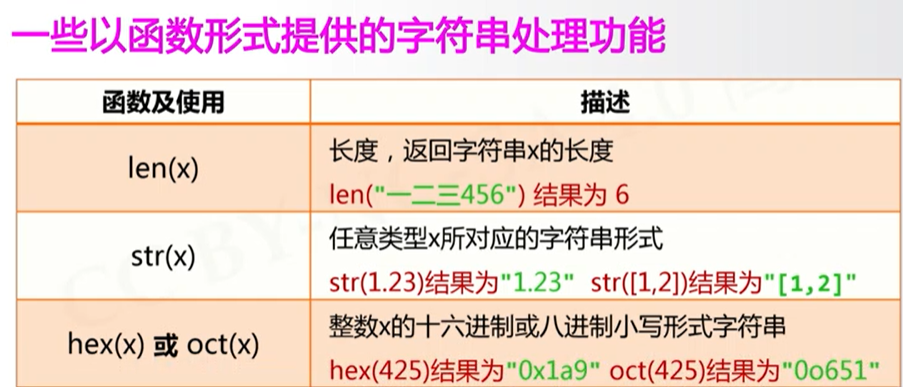 一些以函数形式提供的字符串处理功能
函数及使用 描述
len(x)
长度，返回字符串x的长度
len("一二三456") 结果为 6
str(x)
任意类型x所对应的字符串形式
str(1.23)结果为"1.23" str([1,2])结果为"[1,2]"
hex(x) 或 oct(x)
整数x的十六进制或八进制小写形式字符串
hex(425)结果为"0x1a9" oct(425)结果为"0o651"